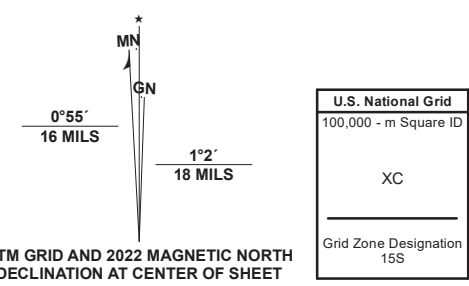 MN
GN
0°55´
16 MILS
1°2´
18 MILS
TM GRID AND 2022 MAGNETIC NORTH
DECLINATION AT CENTER OF SHEET
U.S. National Grid
100,000 - m Square ID
XC
Grid Zone Designation
15S